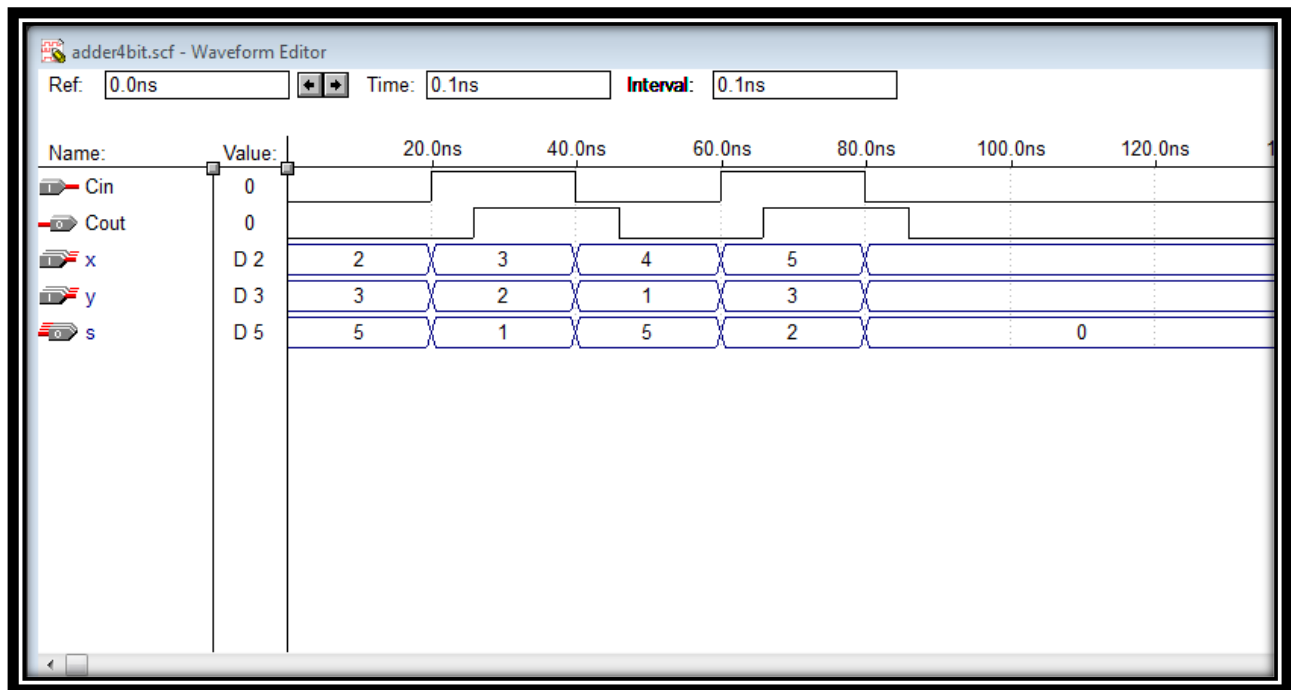 adder4bit.scf - Waveform Editor
Ref: 0.0ns Time: 0.1ns Interval: 0.1ns
Name: Value: 20.0ns 40.0ns 60.0ns 80.0ns 100.0ns 120.0ns 1
I Cin 0
O Cout 0
I x D 2 2 3 4 5
I y D 3 3 2 1 3
O s D 5 5 1 5 2 0